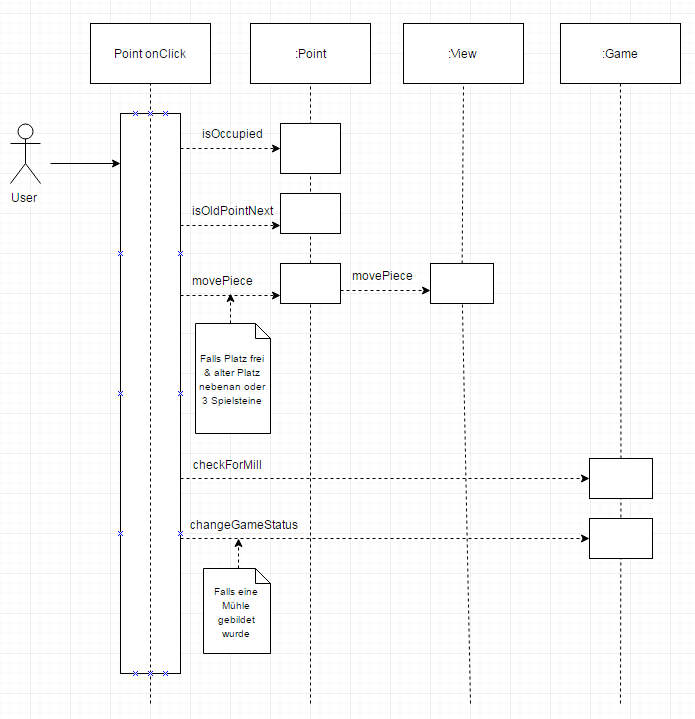 Point onClick
:Point
:View
:Game
User
isOccupied
isOldPointNext
movePiece
movePiece
Falls Platz frei
& alter Platz
nebenan oder
3 Spielsteine
checkForMill
changeGameStatus
Falls eine
Mühle
gebildet
wurde